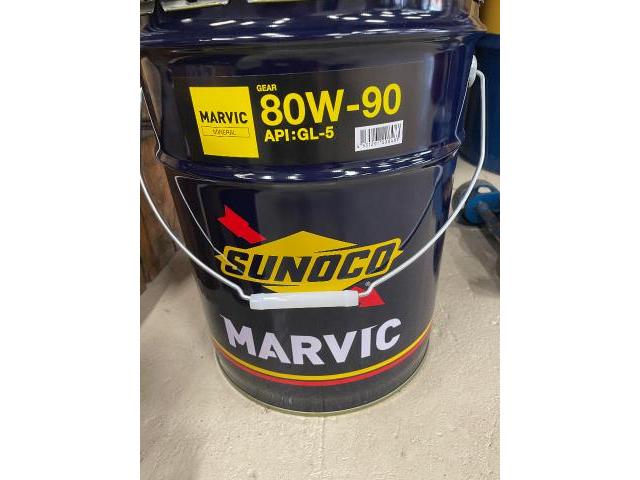 GEAR
MARVIC
MINERAL
80W-90
API:GL-5
SUNOCO
MARVIC